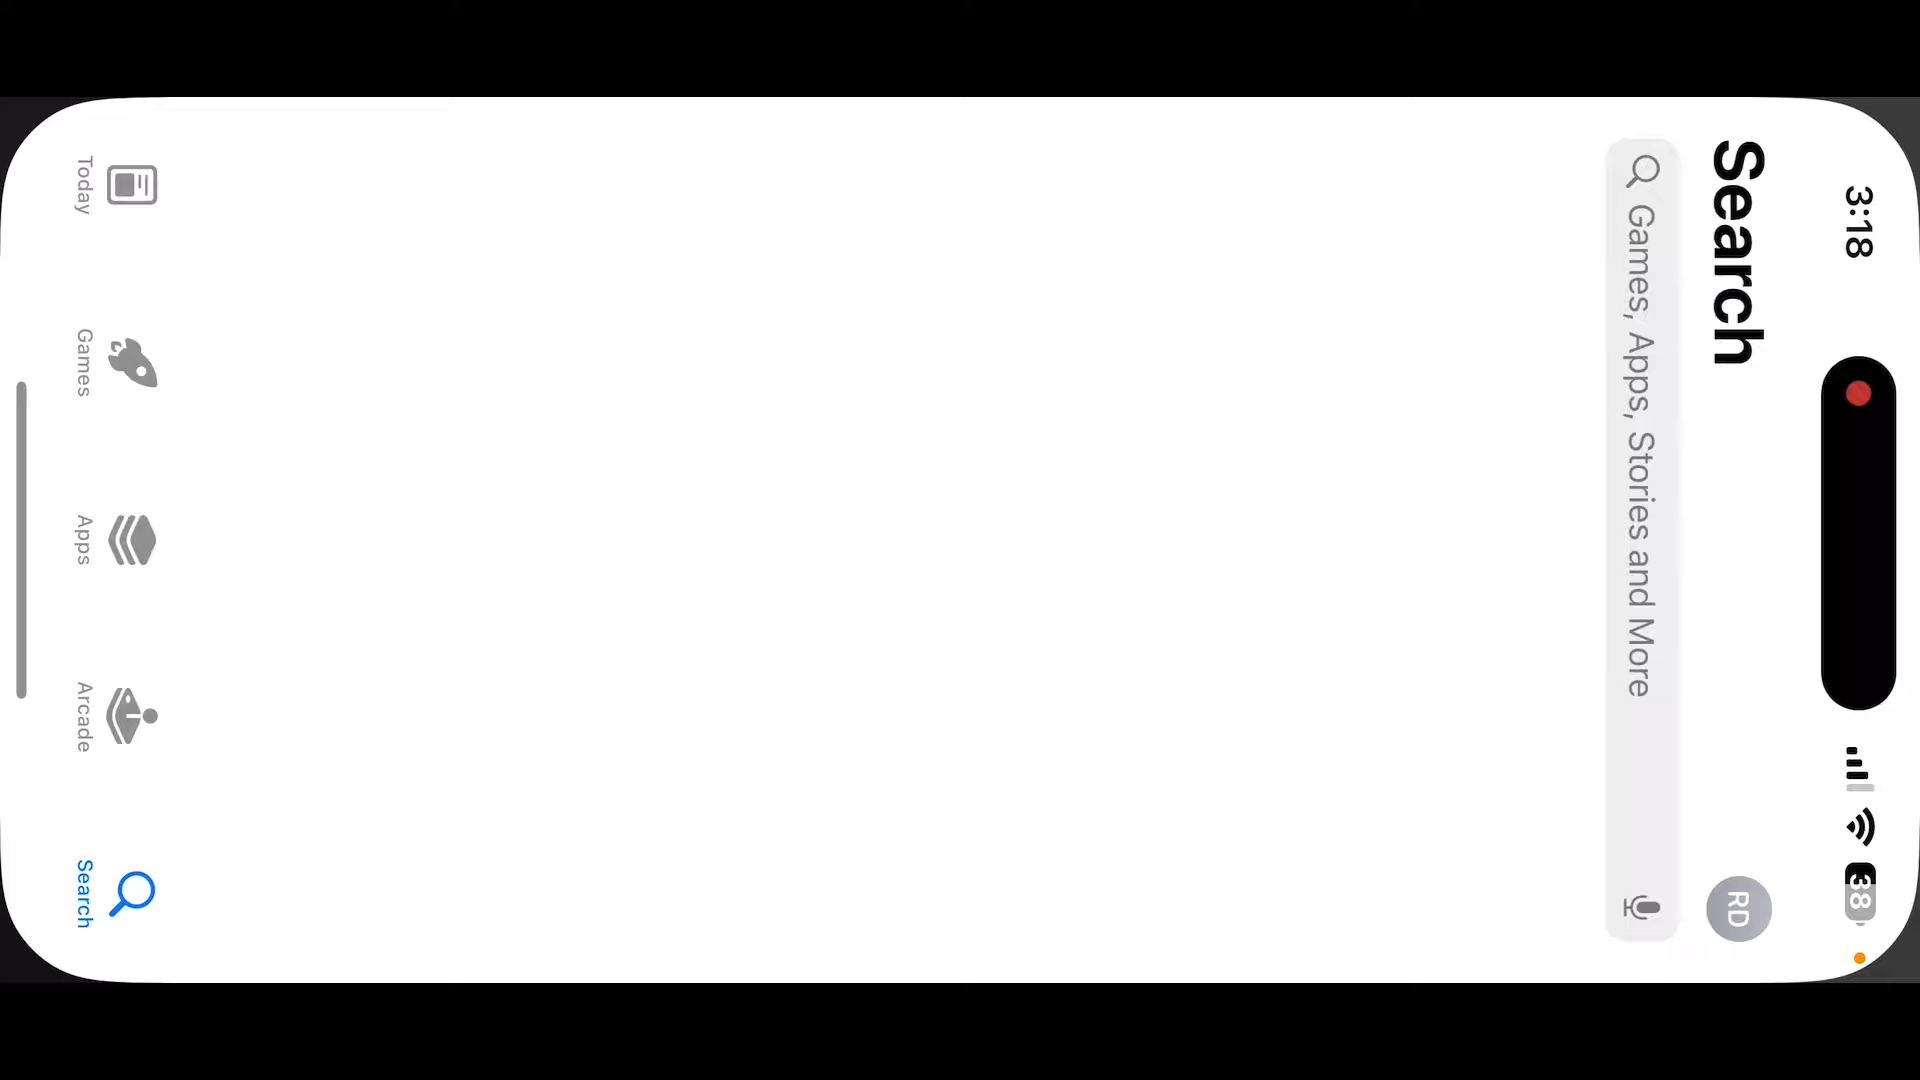 3:18
38
Search
RD
Games, Apps, Stories and More
Today
Games
Apps
Arcade
Search